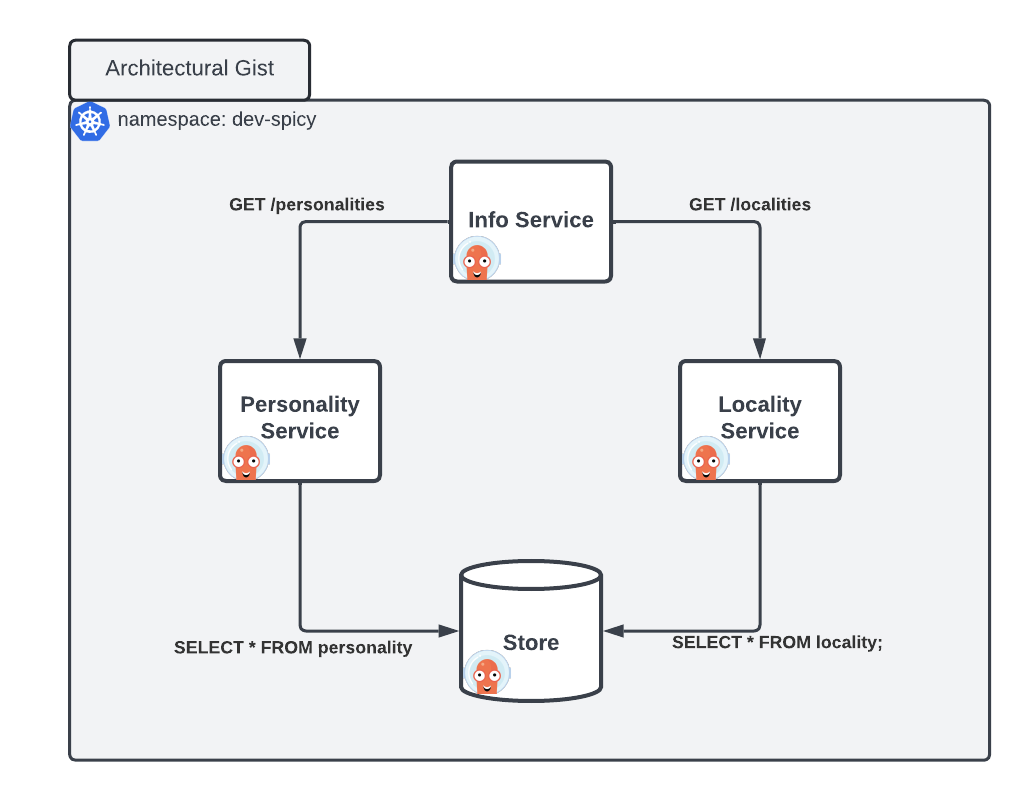 Architectural Gist
namespace: dev-spicy
GET /personalities
GET /localities
Info Service
Personality
Service
Locality
Service
Store
SELECT * FROM personality
SELECT * FROM locality;